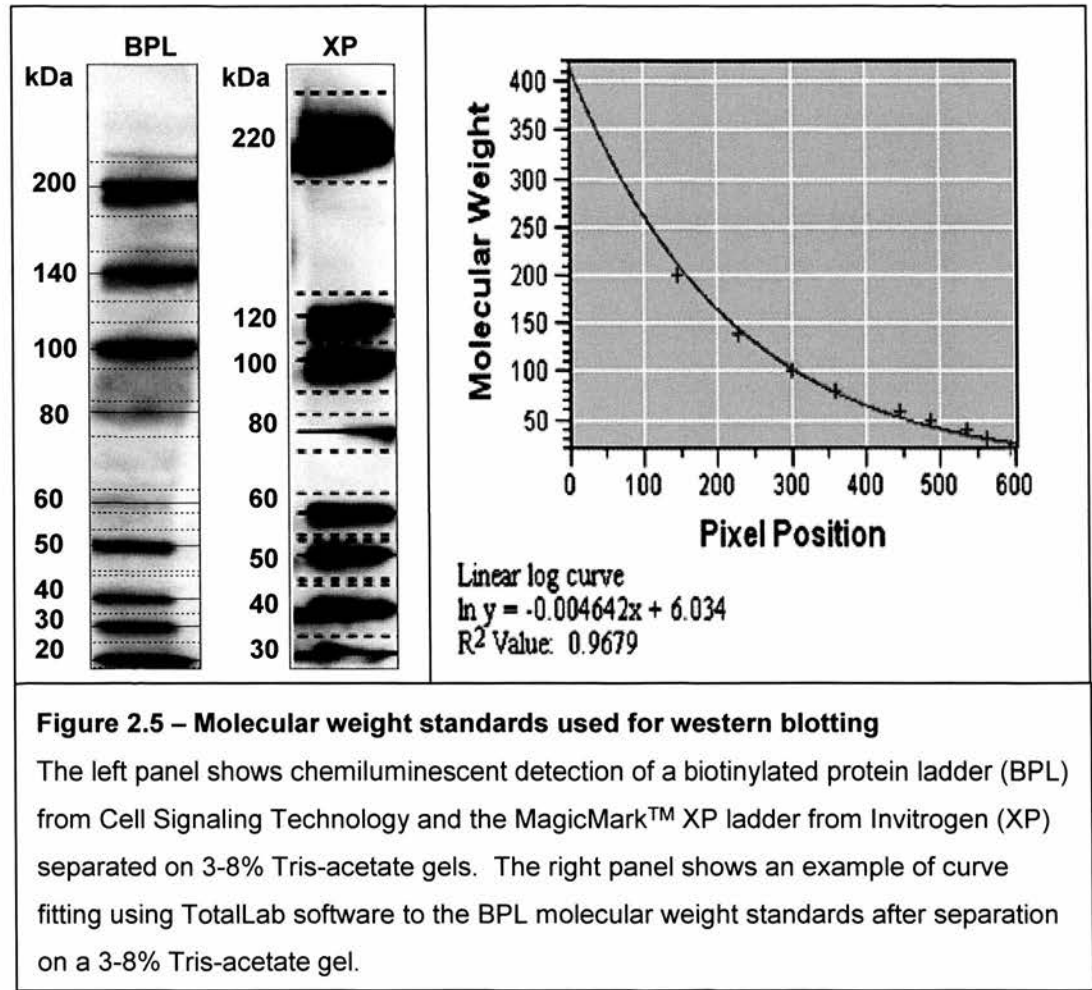 BPL
XP
kDa
kDa
200
140
100
80
60
50
40
30
20
220
120
100
80
60
50
40
30
Molecular Weight
400
350
300
250
200
150
100
50
0 100 200 300 400 500 600
Pixel Position
Linear log curve
ln y = -0.004642x + 6.034
R2 Value: 0.9679
Figure 2.5 – Molecular weight standards used for western blotting
The left panel shows chemiluminescent detection of a biotinylated protein ladder (BPL)
from Cell Signaling Technology and the MagicMark™ XP ladder from Invitrogen (XP)
separated on 3-8% Tris-acetate gels. The right panel shows an example of curve
fitting using TotalLab software to the BPL molecular weight standards after separation
on a 3-8% Tris-acetate gel.